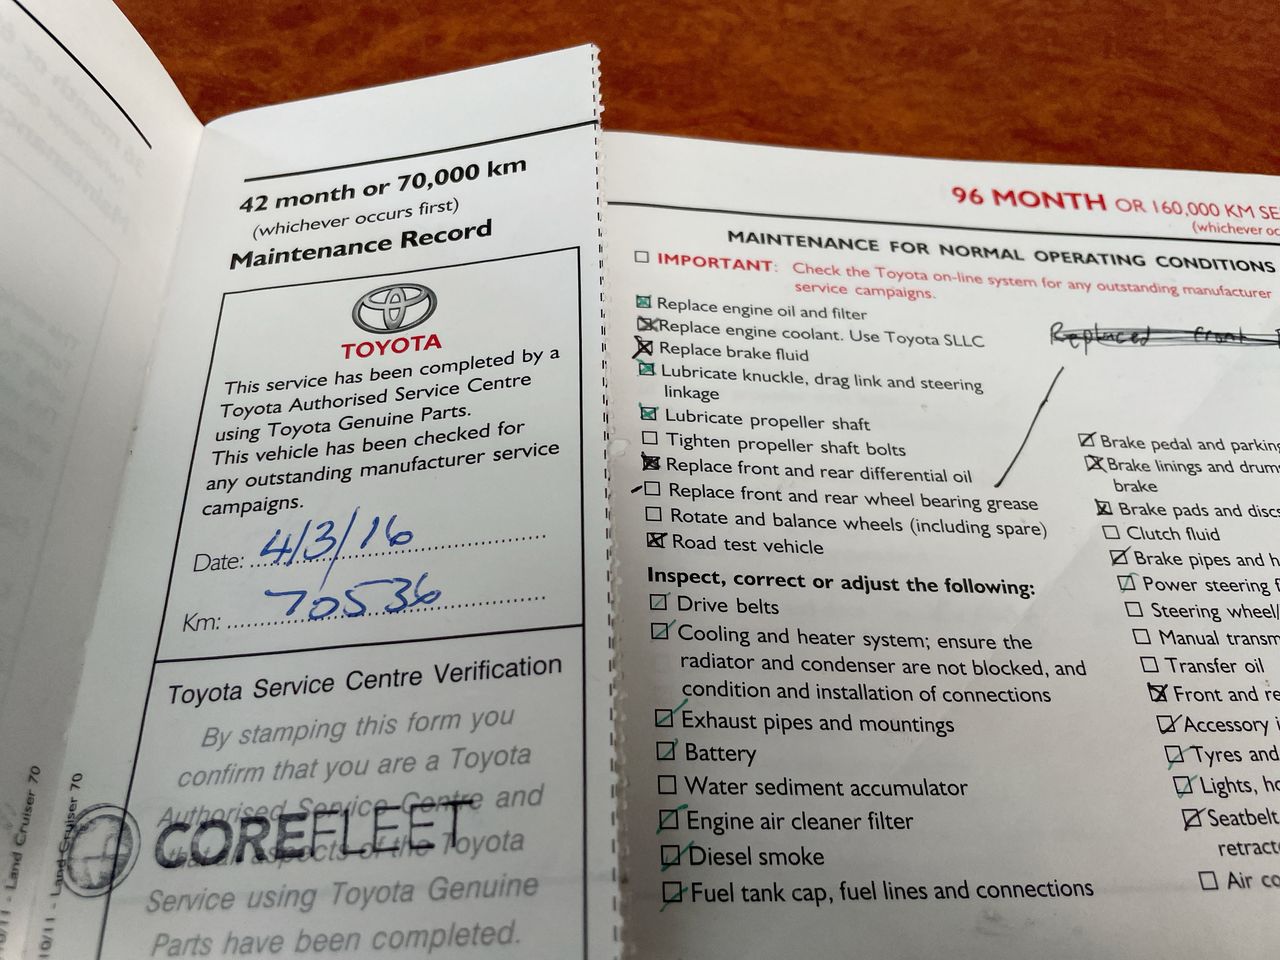 42 month or 70,000 km
(whichever occurs first)
Maintenance Record
TOYOTA
This service has been completed by a
Toyota Authorised Service Centre
using Toyota Genuine Parts.
This vehicle has been checked for
any outstanding manufacturer service
campaigns.
Date: 4/3/16
Km: 70536
Toyota Service Centre Verification
By stamping this form you
confirm that you are a Toyota
Authorised Service Centre and
that all aspects of the Toyota
Service using Toyota Genuine
Parts have been completed.
COREFLEET
10/11 - Land Cruiser 70
- Land Cruiser 70
96 MONTH OR 160,000 KM SE
(whichever oc
MAINTENANCE FOR NORMAL OPERATING CONDITIONS
IMPORTANT: Check the Toyota on-line system for any outstanding manufacturer
service campaigns.
Replace engine oil and filter
Replace engine coolant. Use Toyota SLLC
Replace brake fluid
Lubricate knuckle, drag link and steering
linkage
Lubricate propeller shaft
Tighten propeller shaft bolts
Replace front and rear differential oil
Replace front and rear wheel bearing grease
Rotate and balance wheels (including spare)
Road test vehicle
Inspect, correct or adjust the following:
Drive belts
Cooling and heater system; ensure the
radiator and condenser are not blocked, and
condition and installation of connections
Exhaust pipes and mountings
Battery
Water sediment accumulator
Engine air cleaner filter
Diesel smoke
Fuel tank cap, fuel lines and connections
Replaced front
Brake pedal and parking
Brake linings and drum
brake
Brake pads and discs
Clutch fluid
Brake pipes and h
Power steering f
Steering wheel/
Manual transm
Transfer oil
Front and re
Accessory i
Tyres and
Lights, ho
Seatbelt
retract
Air co